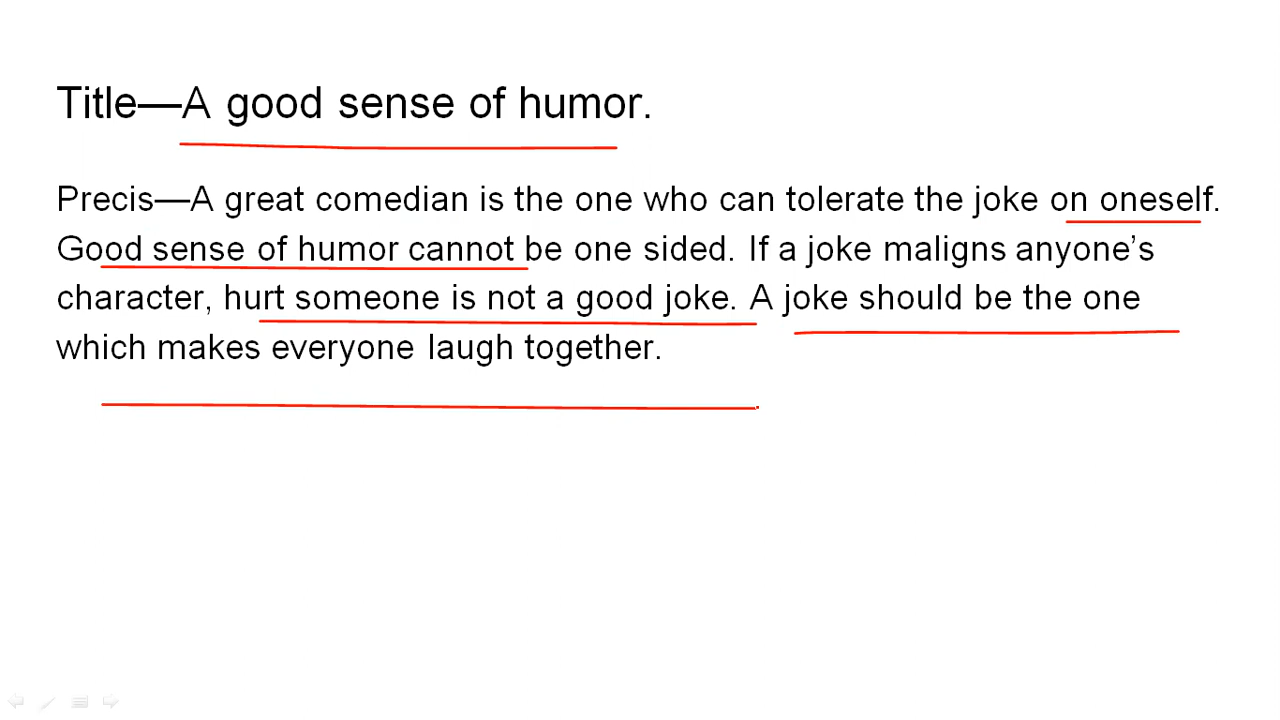 Title—A good sense of humor.
Precis—A great comedian is the one who can tolerate the joke on oneself.
Good sense of humor cannot be one sided. If a joke maligns anyone’s
character, hurt someone is not a good joke. A joke should be the one
which makes everyone laugh together.